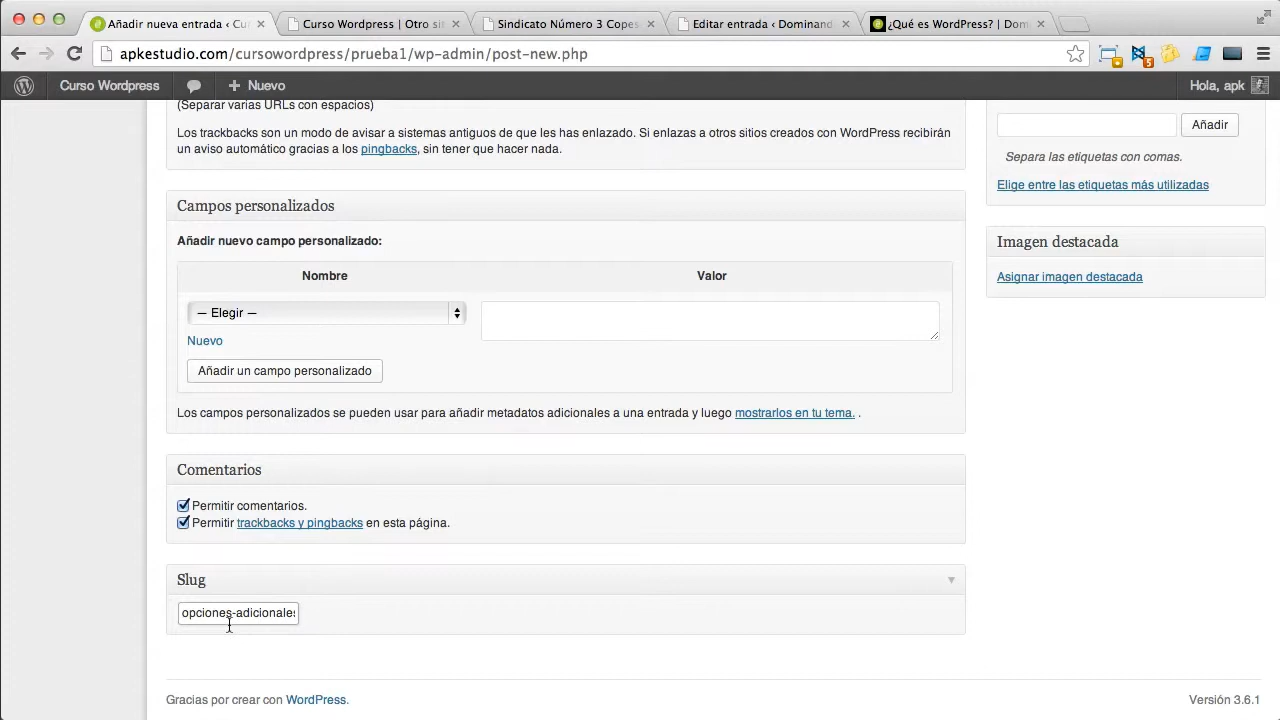 Añadir nueva entrada ‹ Cu
Curso Wordpress | Otro si
Sindicato Número 3 Copes
Editar entrada ‹ Dominand
¿Qué es WordPress? | Dom
apkestudio.com/cursowordpress/prueba1/wp-admin/post-new.php
5
Curso Wordpress
Nuevo
Hola, apk
(Separar varias URLs con espacios)
Los trackbacks son un modo de avisar a sistemas antiguos de que les has enlazado. Si enlazas a otros sitios creados con WordPress recibirán
un aviso automático gracias a los pingbacks, sin tener que hacer nada.
Añadir
Separa las etiquetas con comas.
Elige entre las etiquetas más utilizadas
Campos personalizados
Añadir nuevo campo personalizado:
Nombre
Valor
— Elegir —
Nuevo
Añadir un campo personalizado
Los campos personalizados se pueden usar para añadir metadatos adicionales a una entrada y luego mostrarlos en tu tema. .
Imagen destacada
Asignar imagen destacada
Comentarios
Permitir comentarios.
Permitir trackbacks y pingbacks en esta página.
Slug
opciones-adicionales
Gracias por crear con WordPress.
Versión 3.6.1